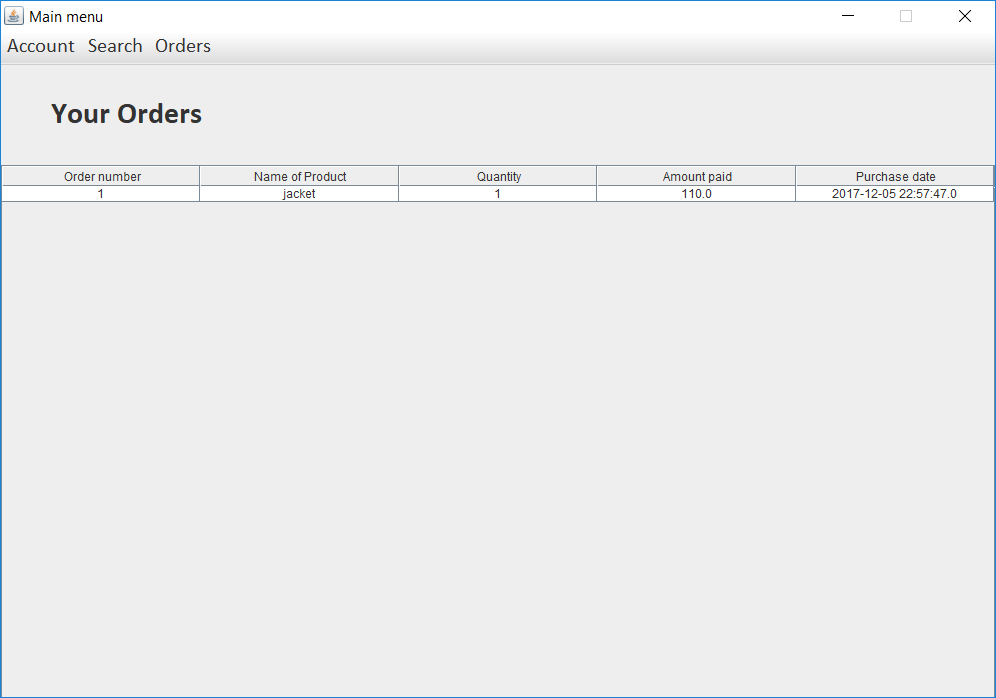 Main menu
Account Search Orders
Your Orders
Order number Name of Product Quantity Amount paid Purchase date
1 jacket 1 110.0 2017-12-05 22:57:47.0